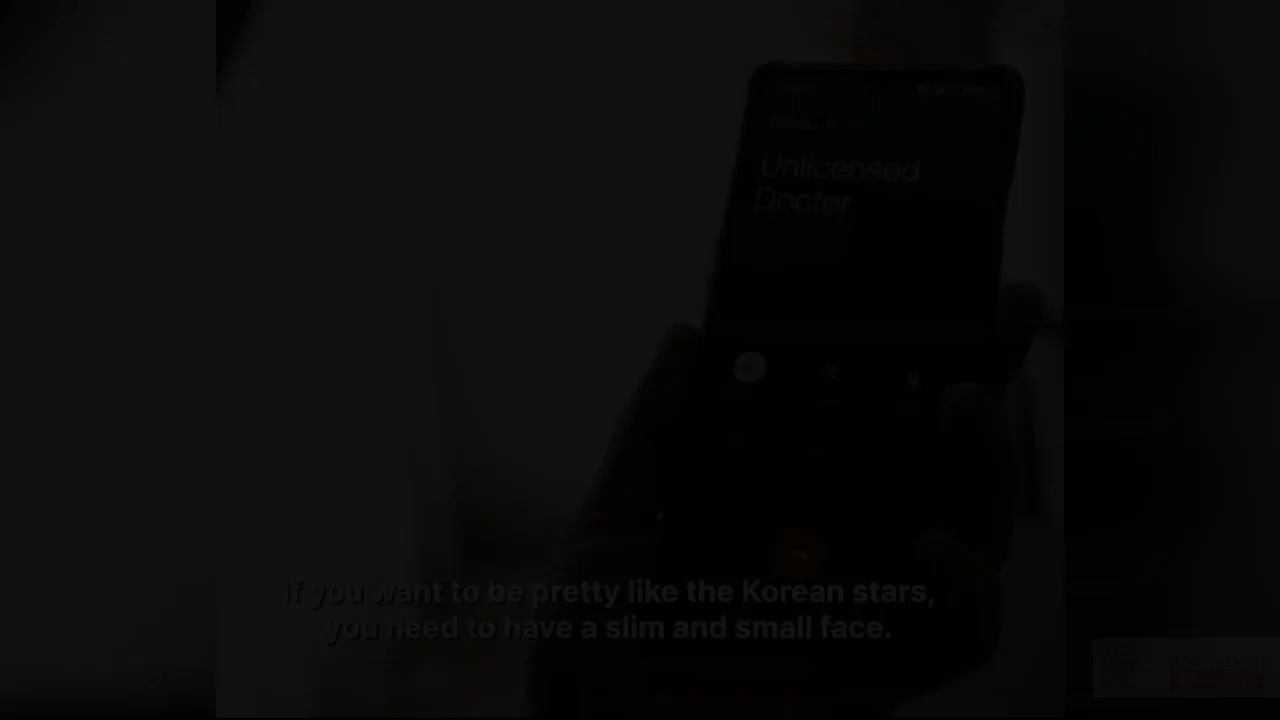 Unlicensed
Doctor
If you want to be pretty like the Korean stars,
you need to have a slim and small face.